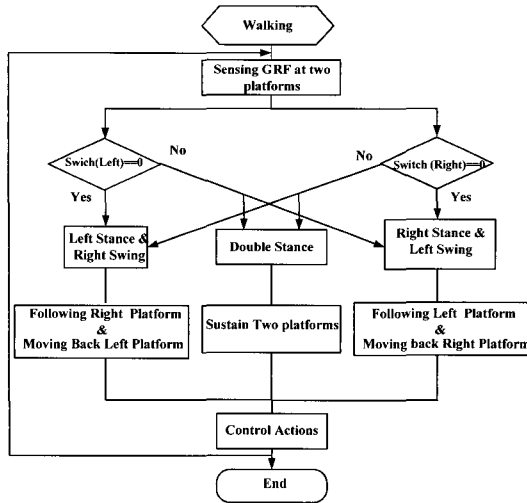 Walking
Sensing GRF at two
platforms
Swich(Left)==0
No
No
Switch (Right)==0
Yes
Yes
Left Stance &
Right Swing
Double Stance
Right Stance &
Left Swing
Following Right Platform
&
Moving Back Left Platform
Sustain Two platforms
Following Left Platform
&
Moving back Right Platform
Control Actions
End